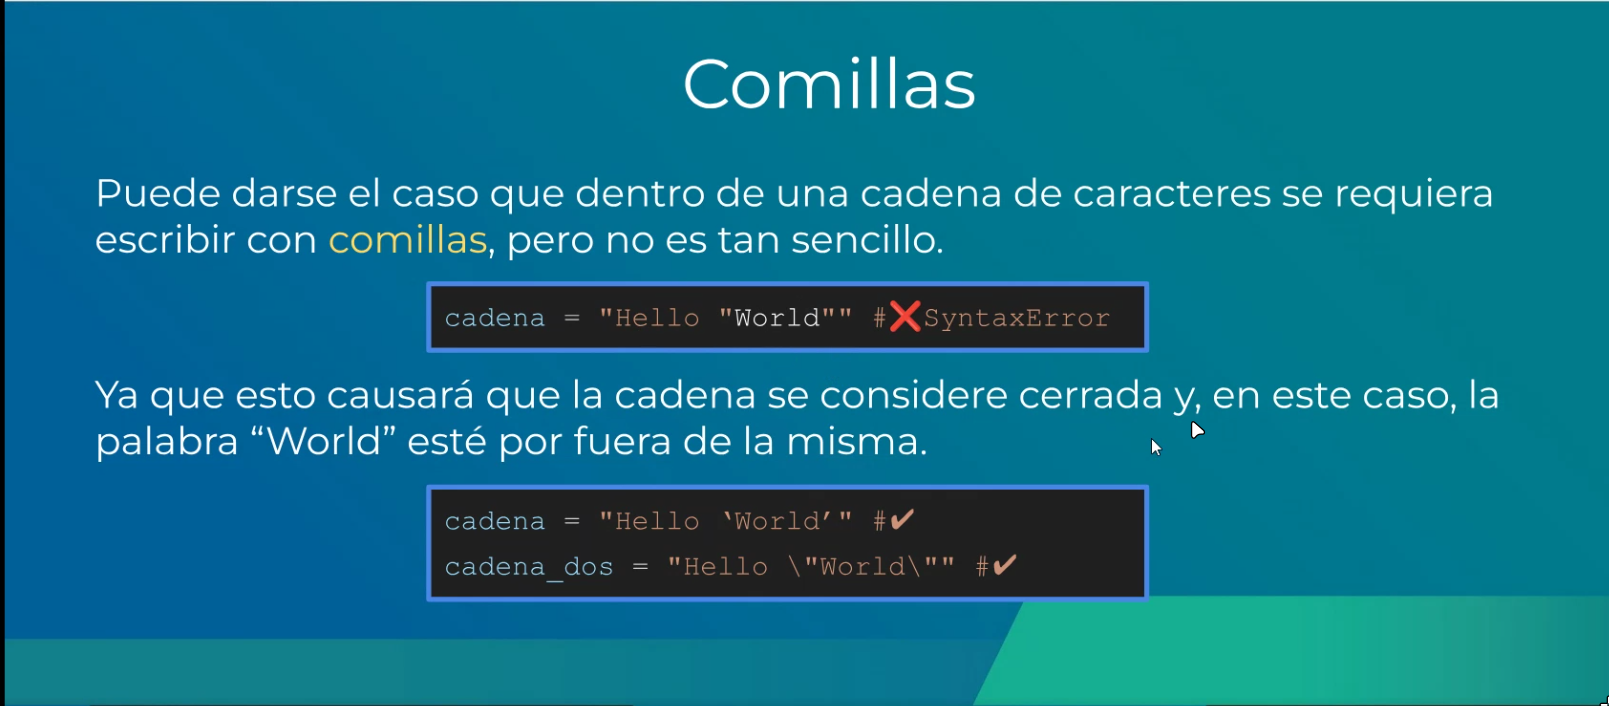 Comillas
Puede darse el caso que dentro de una cadena de caracteres se requiera
escribir con comillas, pero no es tan sencillo.
cadena = "Hello "World"" #❌SyntaxError
Ya que esto causará que la cadena se considere cerrada y, en este caso, la
palabra “World” esté por fuera de la misma.
cadena = "Hello ‘World’" #✔
cadena_dos = "Hello \"World\"" #✔